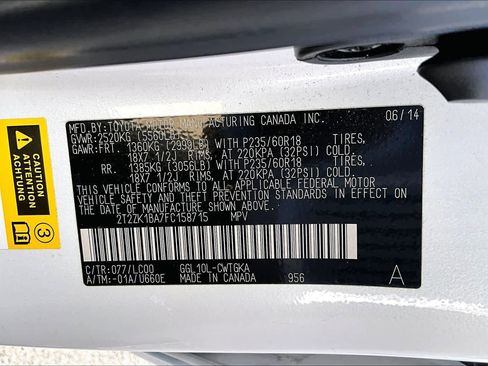 MFD.BY:TOYOTA MOTOR MANUFACTURING CANADA INC. 06/14
GVWR:2520KG (5560LB)
GAWR:FRT. 1360KG (2999LB) WITH P235/60R18 TIRES,
18X7 1/2J RIMS, AT 220KPA (32PSI) COLD.
RR. 1385KG (3056LB) WITH P235/60R18 TIRES,
18X7 1/2J RIMS, AT 220KPA (32PSI) COLD.
THIS VEHICLE CONFORMS TO ALL APPLICABLE FEDERAL MOTOR
VEHICLE SAFETY AND THEFT PREVENTION STANDARDS IN EFFECT
ON THE DATE OF MANUFACTURE SHOWN ABOVE.
2T2ZK1BA7FC158715 MPV
C/TR:077/LC00 GGL10L-CWTGKA
A/TM:-01A/U660E MADE IN CANADA 956 A
3